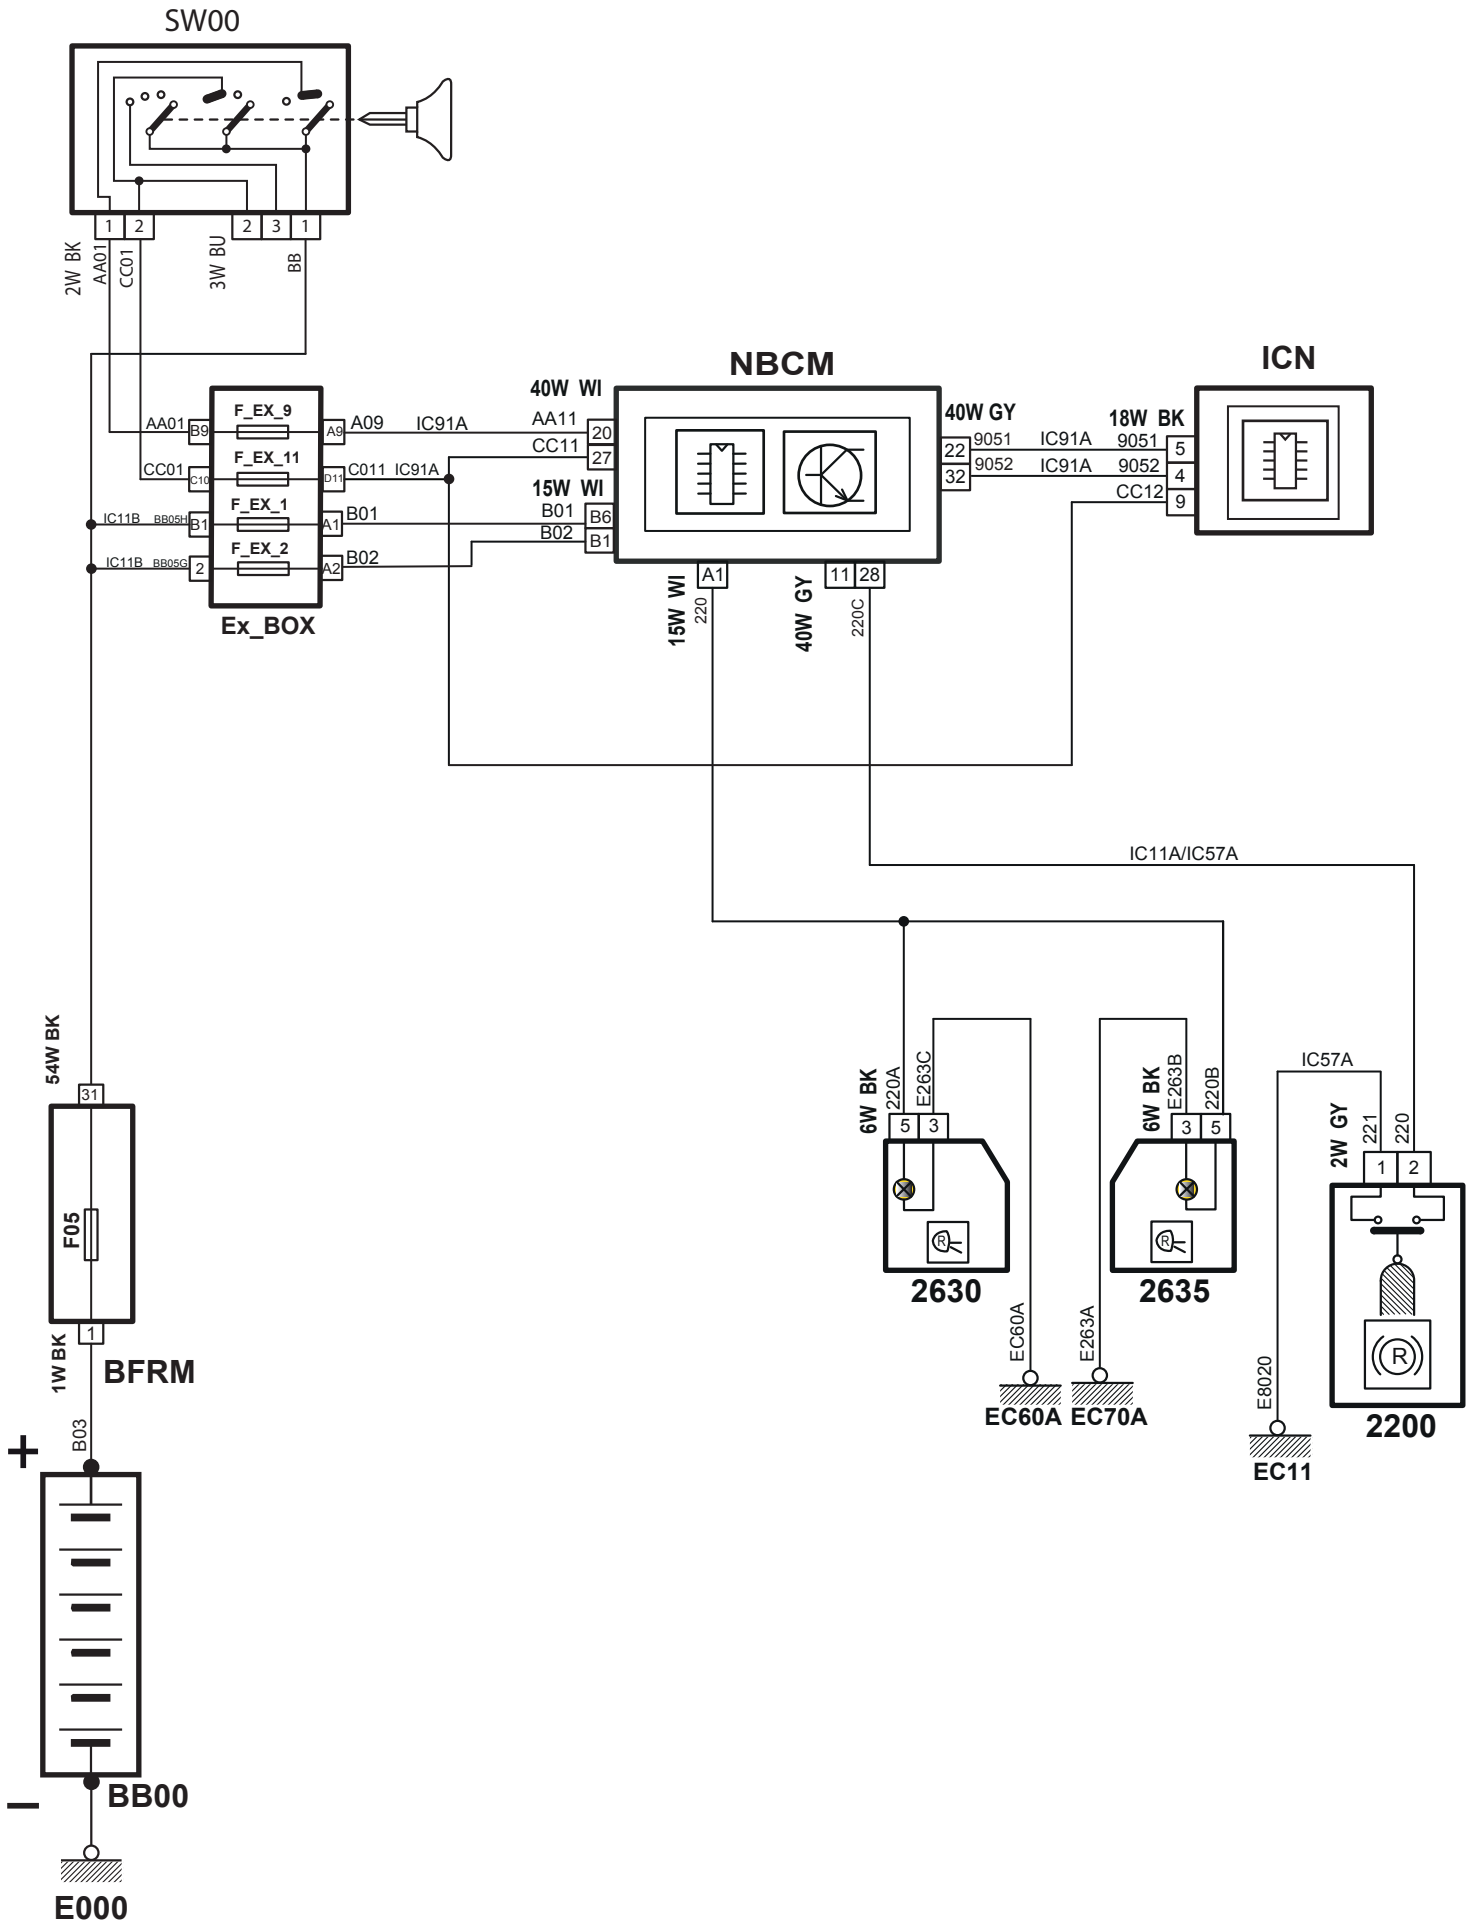 SW00
1 2 2 3 1
2W BK
AA01
CC01
3W BU
BB
NBCM
ICN
40W WI
F_EX_9
AA01 B9 A9 A09 IC91A AA11 20
F_EX_11
CC01 C10 D11 C011 IC91A
CC11 27
F_EX_1
IC11B BB05H B1 A1 B01
15W WI
B01 B6
F_EX_2
IC11B BB05G 2 A2 B02
B02 B1
Ex_BOX
40W GY
18W BK
22 9051 IC91A 9051 5
32 9052 IC91A 9052 4
CC12 9
A1 11 28
15W WI
220
40W GY
220C
IC11A/IC57A
54W BK
31
F05
1
1W BK
BFRM
B03
+
BB00
–
E000
6W BK
220A
E263C
5 3
2630
EC60A
EC60A
6W BK
E263B
220B
3 5
2635
E263A
EC70A
IC57A
2W GY
221
220
1 2
R
R
R
2200
E8020
EC11